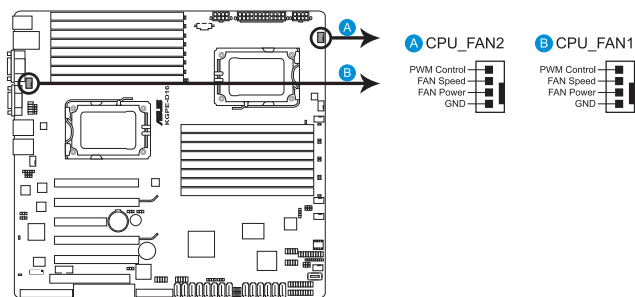 A
B
A CPU_FAN2
PWM Control
FAN Speed
FAN Power
GND
B CPU_FAN1
PWM Control
FAN Speed
FAN Power
GND
ASUS
KGPE-D16